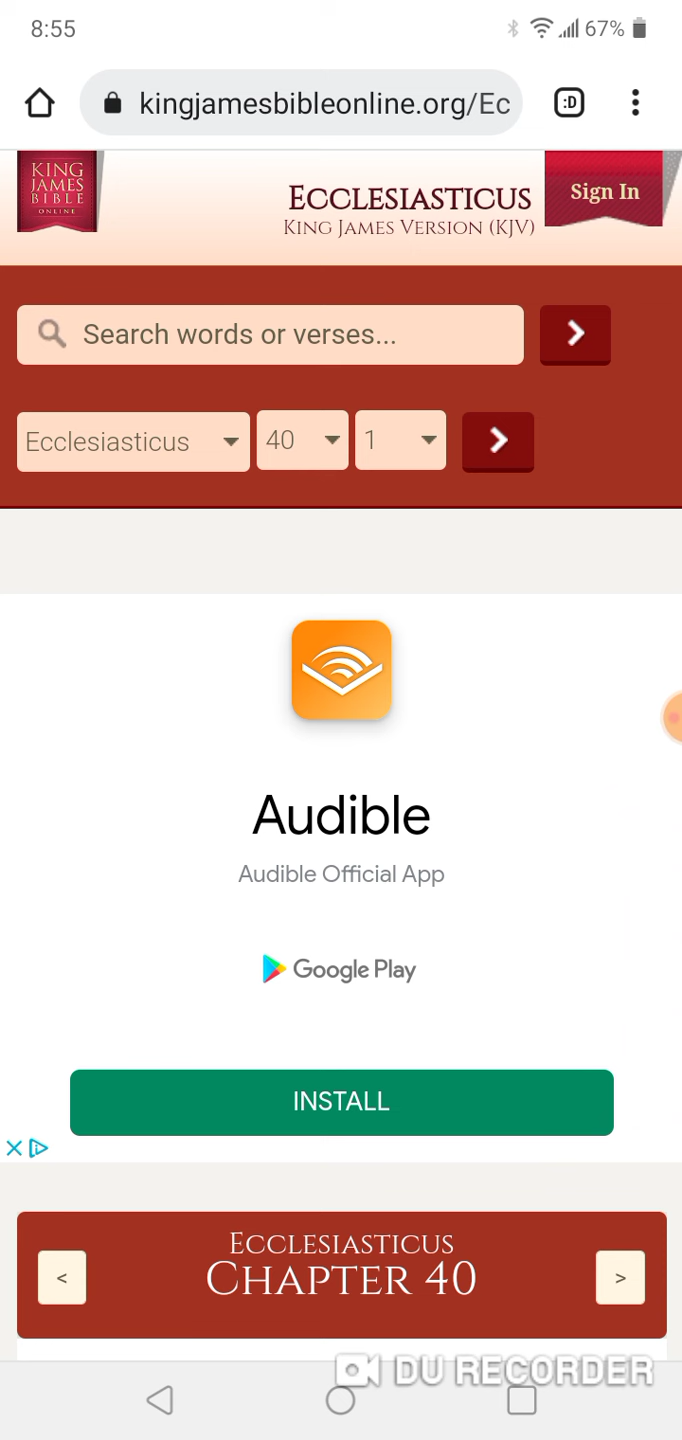 8:55
67%
kingjamesbibleonline.org/Ec
:D
KING
JAMES
BIBLE
ONLINE
Ecclesiasticus
King James Version (KJV)
Sign In
Search words or verses...
Ecclesiasticus
40
1
Audible
Audible Official App
Google Play
INSTALL
Ecclesiasticus
Chapter 40
<
>
DU RECORDER